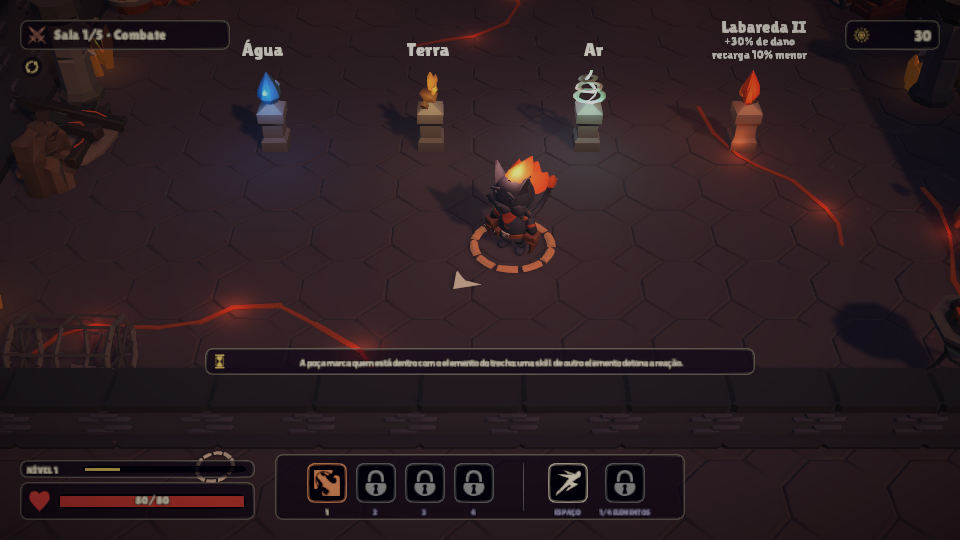 Sala 1/5 · Combate
30
Água
Terra
Ar
Labareda II
+30% de dano
recarga 10% menor
A poça marca quem está dentro com o elemento do trecho; uma skill de outro elemento detona a reação.
NÍVEL 1
80/80
1
2
3
4
ESPAÇO
1/4 ELEMENTOS